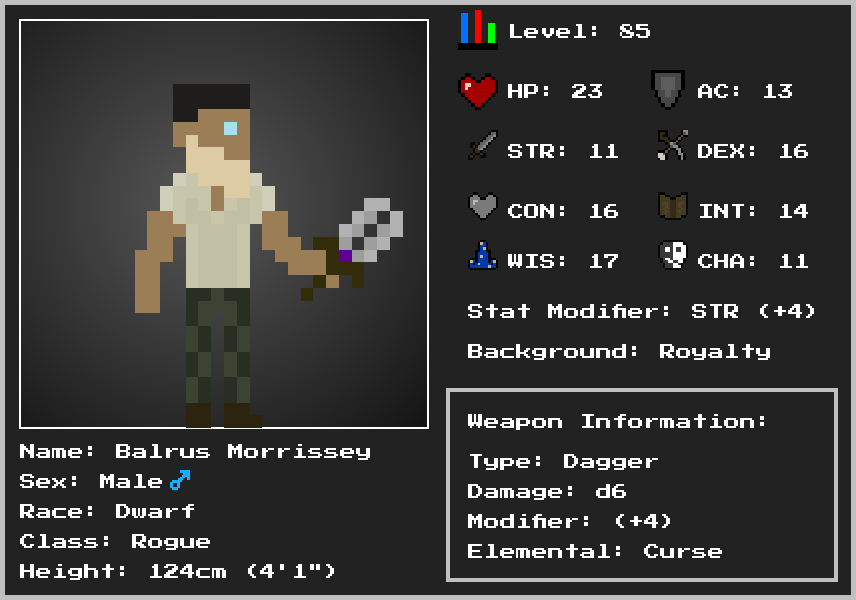 Level: 85
HP: 23
AC: 13
STR: 11
DEX: 16
CON: 16
INT: 14
WIS: 17
CHA: 11
Stat Modifier: STR (+4)
Background: Royalty
Weapon Information:
Type: Dagger
Damage: d6
Modifier: (+4)
Elemental: Curse
Name: Balrus Morrissey
Sex: Male♂
Race: Dwarf
Class: Rogue
Height: 124cm (4'1")